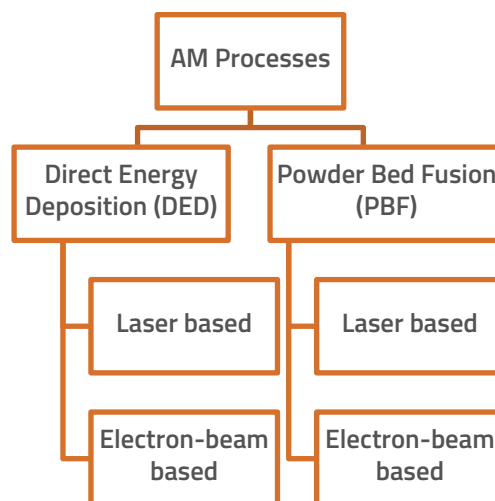 AM Processes
Direct Energy
Deposition (DED)
Powder Bed Fusion
(PBF)
Laser based
Laser based
Electron-beam
based
Electron-beam
based